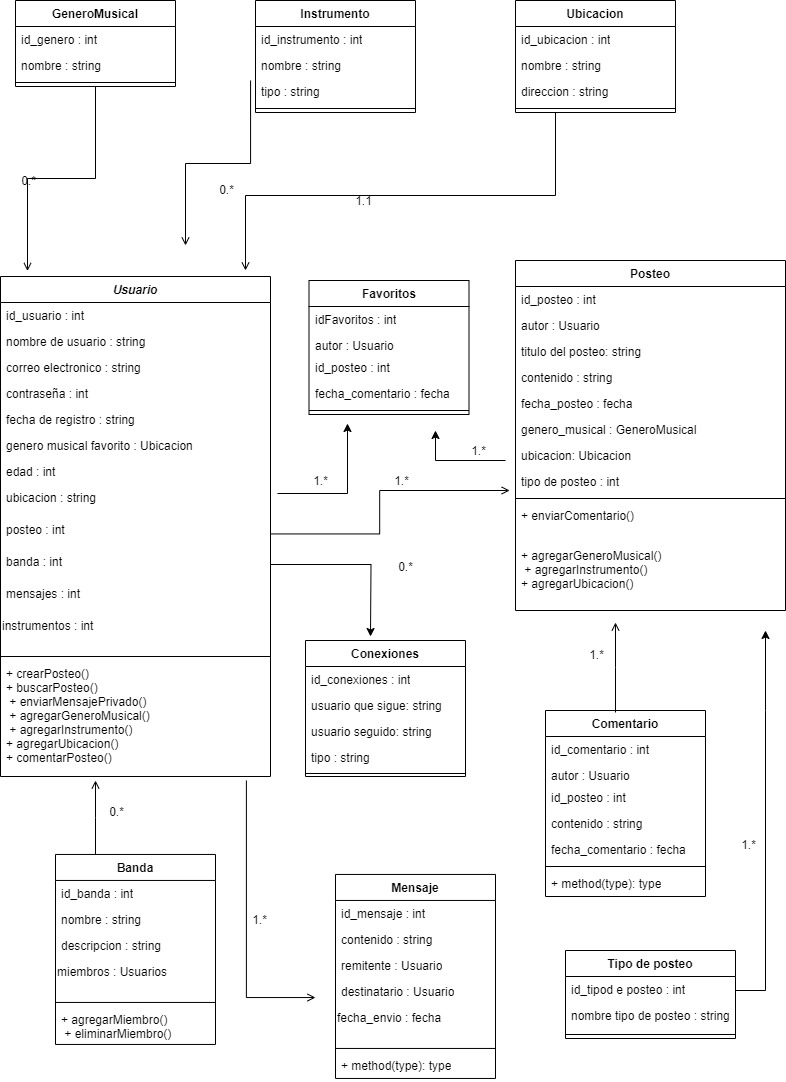 GeneroMusical
id_genero : int
nombre : string
Instrumento
id_instrumento : int
nombre : string
tipo : string
Ubicacion
id_ubicacion : int
nombre : string
direccion : string
0.*
0.*
1.1
Usuario
id_usuario : int
nombre de usuario : string
correo electronico : string
contraseña : int
fecha de registro : string
genero musical favorito : Ubicacion
edad : int
ubicacion : string
posteo : int
banda : int
mensajes : int
instrumentos : int
+ crearPosteo()
+ buscarPosteo()
+ enviarMensajePrivado()
+ agregarGeneroMusical()
+ agregarInstrumento()
+ agregarUbicacion()
+ comentarPosteo()
Favoritos
idFavoritos : int
autor : Usuario
id_posteo : int
fecha_comentario : fecha
Posteo
id_posteo : int
autor : Usuario
titulo del posteo: string
contenido : string
fecha_posteo : fecha
genero_musical : GeneroMusical
ubicacion: Ubicacion
tipo de posteo : int
+ enviarComentario()
+ agregarGeneroMusical()
+ agregarInstrumento()
+ agregarUbicacion()
1.*
1.*
1.*
0.*
Conexiones
id_conexiones : int
usuario que sigue: string
usuario seguido: string
tipo : string
1.*
Comentario
id_comentario : int
autor : Usuario
id_posteo : int
contenido : string
fecha_comentario : fecha
+ method(type): type
1.*
0.*
Banda
id_banda : int
nombre : string
descripcion : string
miembros : Usuarios
+ agregarMiembro()
+ eliminarMiembro()
1.*
Mensaje
id_mensaje : int
contenido : string
remitente : Usuario
destinatario : Usuario
fecha_envio : fecha
+ method(type): type
Tipo de posteo
id_tipod e posteo : int
nombre tipo de posteo : string